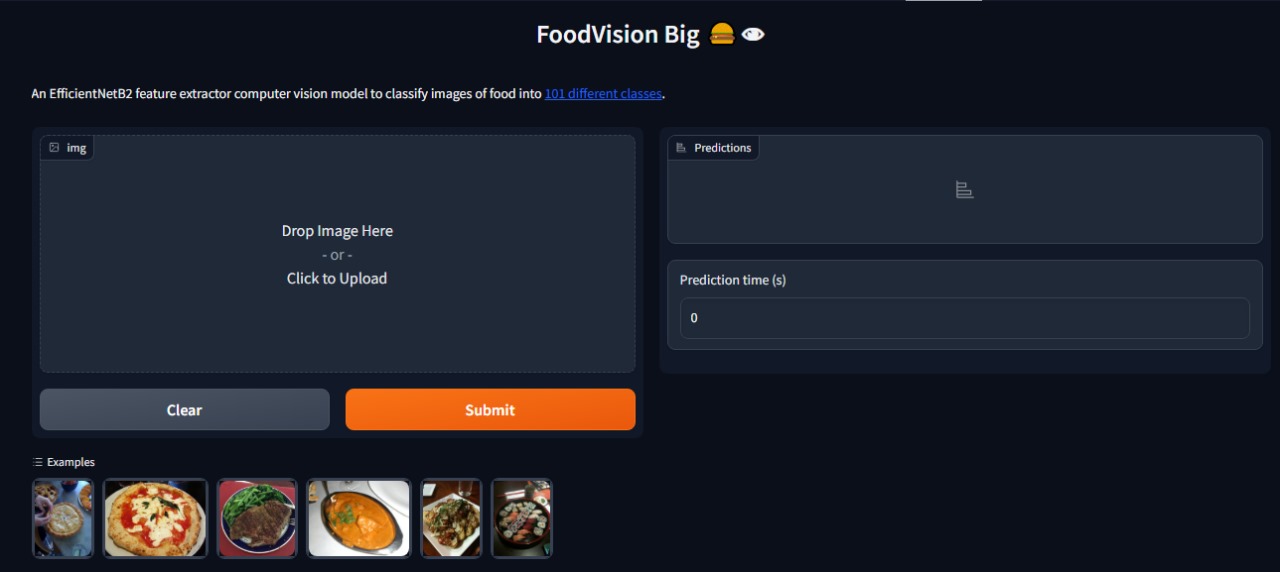 FoodVision Big 🍔👁
An EfficientNetB2 feature extractor computer vision model to classify images of food into 101 different classes.
img
Drop Image Here
- or -
Click to Upload
Clear
Submit
Predictions
Prediction time (s)
0
Examples